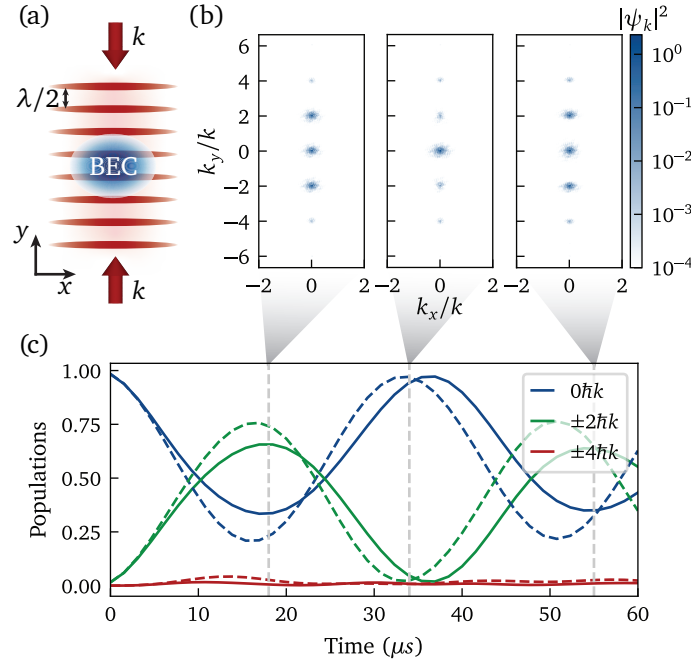 (a)
k
λ/2
BEC
y
x
k
(b)
|ψₖ|²
6
4
2
0
−2
−4
−6
k_y/k
−2 0 2
−2 0 2
−2 0 2
k_x/k
10⁰
10⁻¹
10⁻²
10⁻³
10⁻⁴
(c)
1.00
0.75
0.50
0.25
0.00
Populations
0ℏk
±2ℏk
±4ℏk
0 10 20 30 40 50 60
Time (μs)